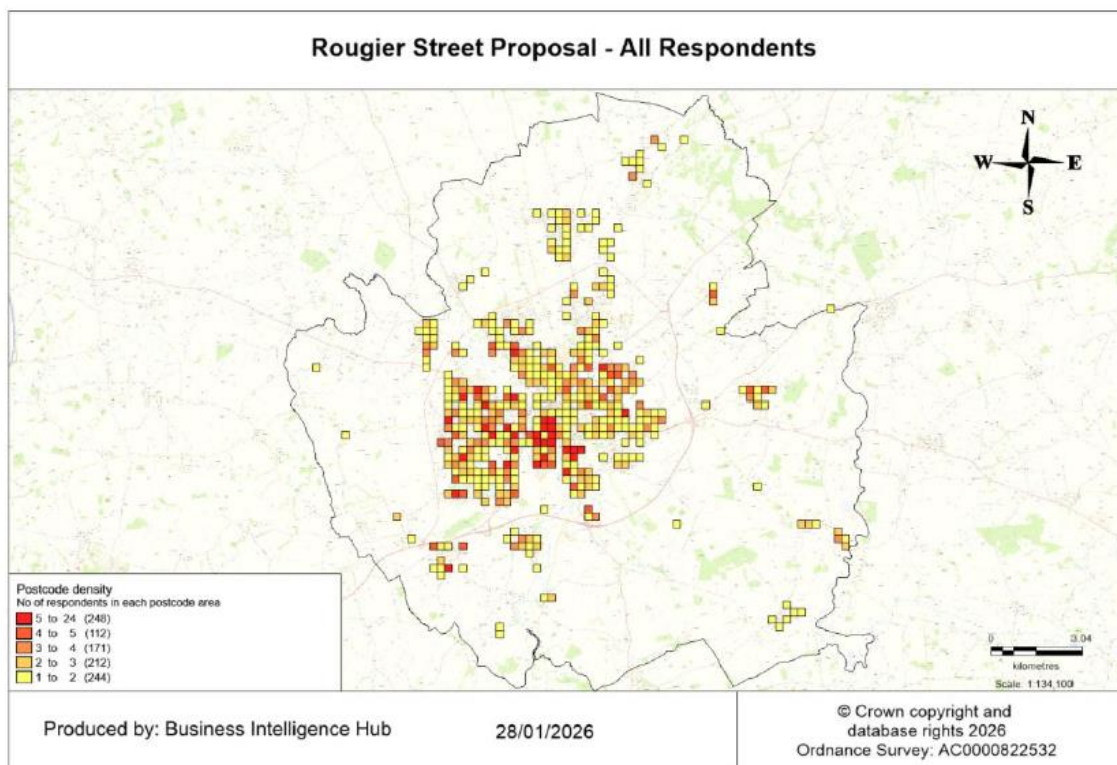 Rougier Street Proposal - All Respondents
N
W E
S
Postcode density
No of respondents in each postcode area
5 to 24 (248)
4 to 5 (112)
3 to 4 (171)
2 to 3 (212)
1 to 2 (244)
0 3.04
kilometres
Scale: 1:134,100
Produced by: Business Intelligence Hub
28/01/2026
© Crown copyright and
database rights 2026
Ordnance Survey: AC0000822532